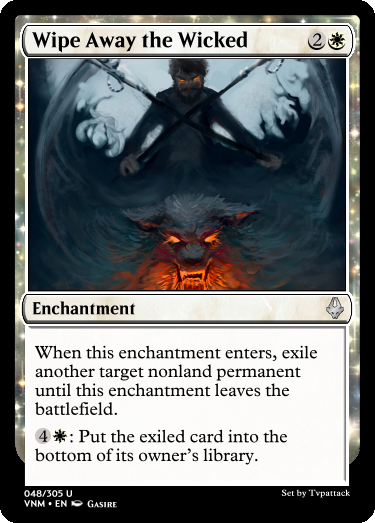 Wipe Away the Wicked 2
Enchantment
When this enchantment enters, exile
another target nonland permanent
until this enchantment leaves the
battlefield.
4: Put the exiled card into the
bottom of its owner's library.
048/305 U
VNM • EN Gasire
Set by Tvpattack